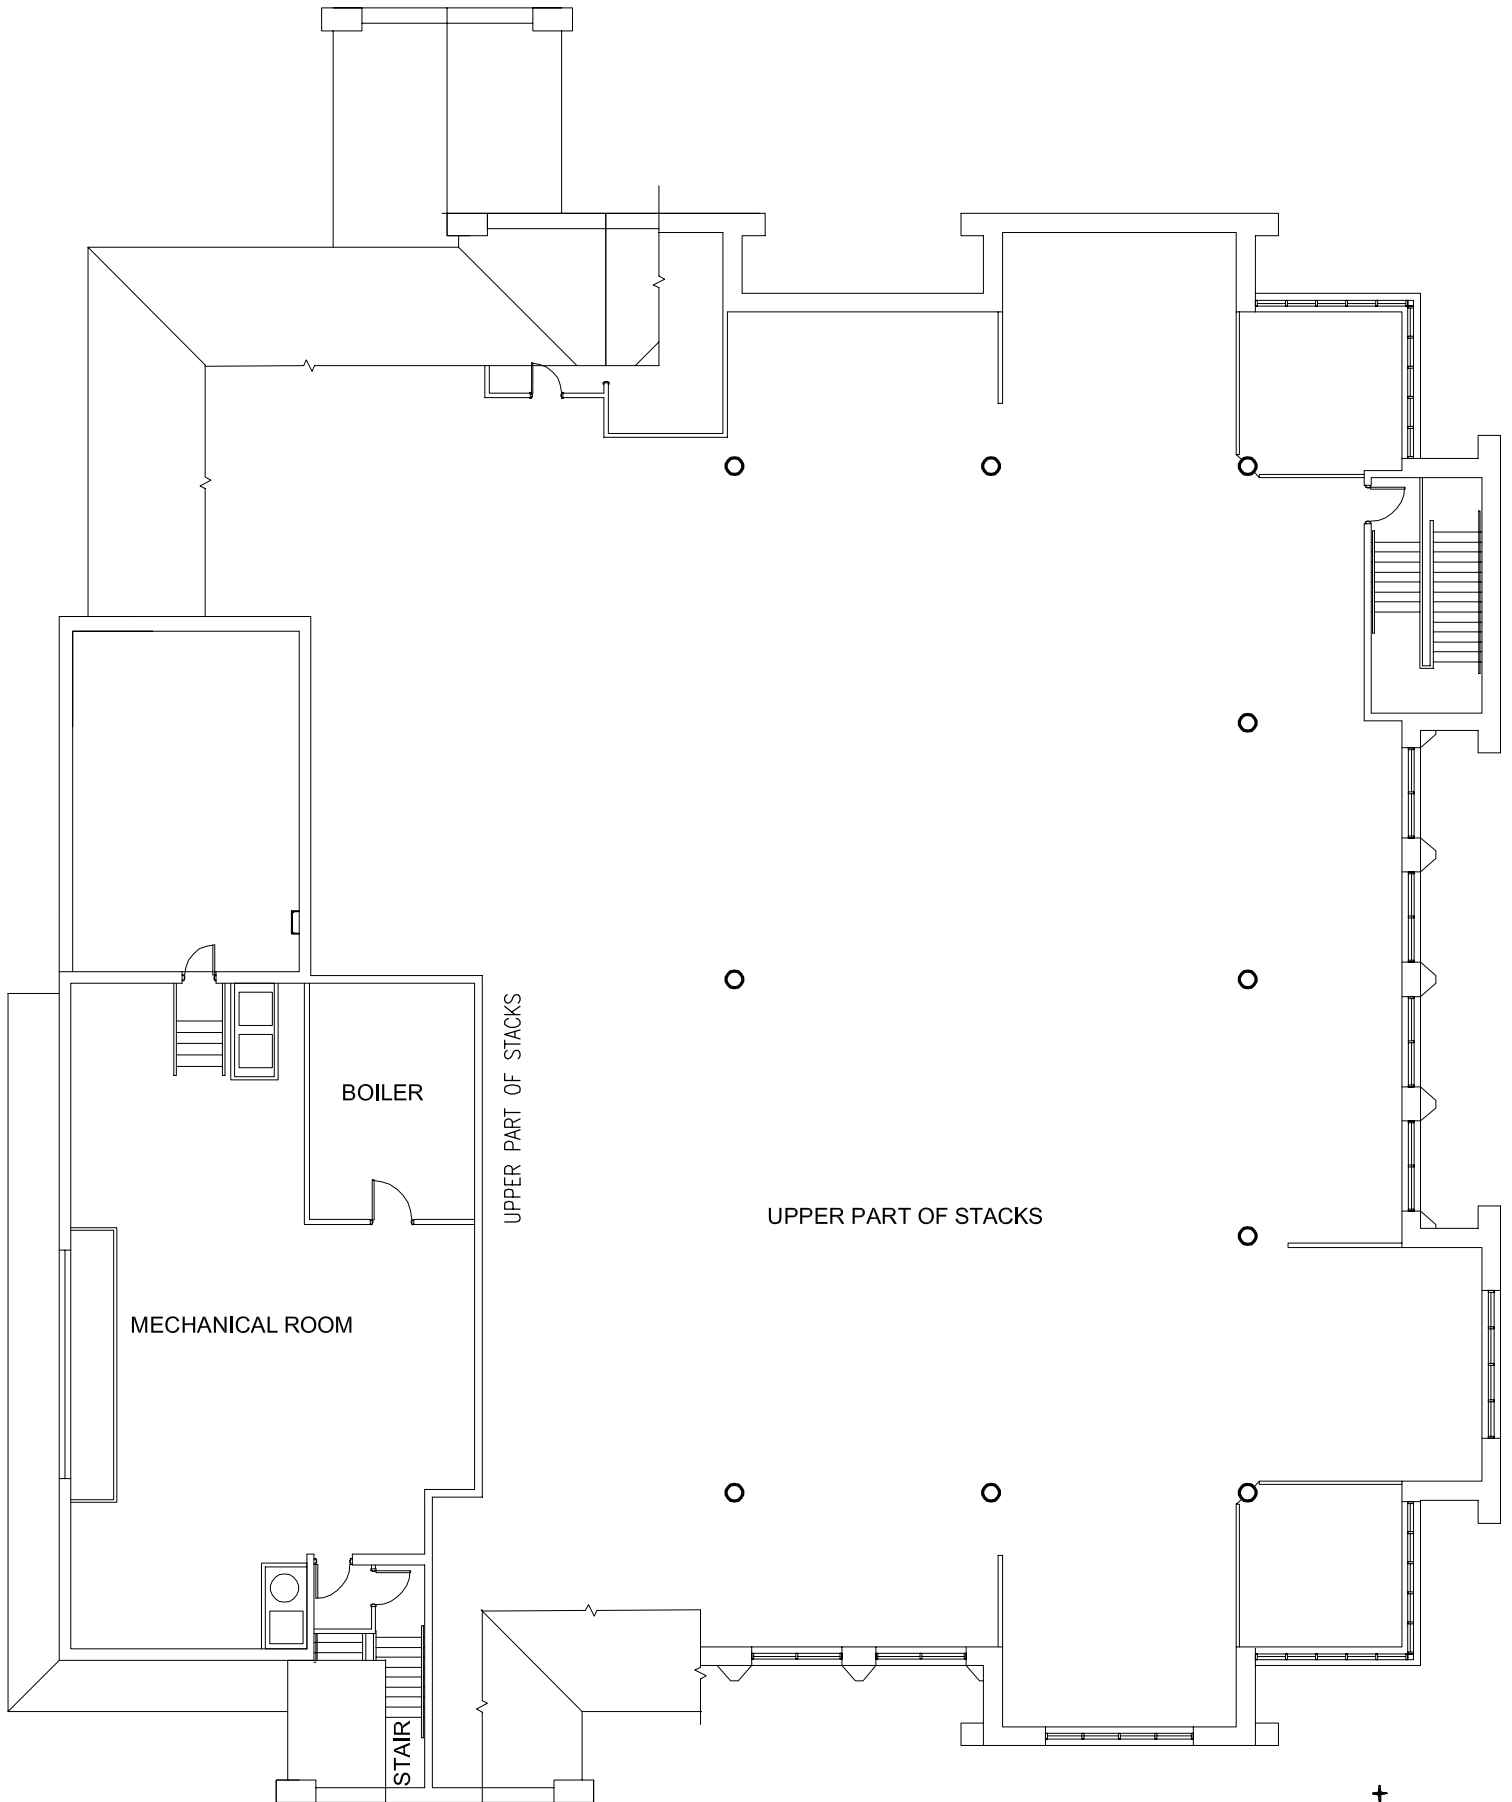 BOILER
UPPER PART OF STACKS
UPPER PART OF STACKS
MECHANICAL ROOM
STAIR